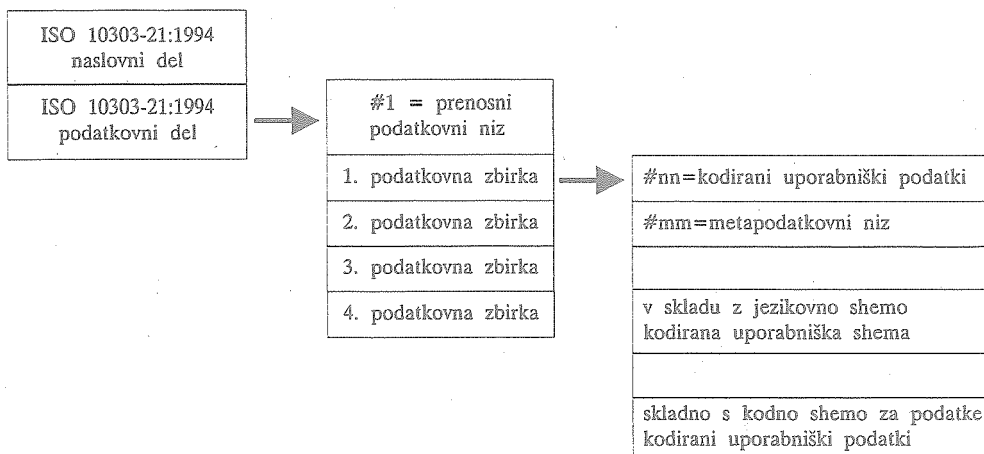 ISO 10303-21:1994
naslovni del
ISO 10303-21:1994
podatkovni del
#1 = prenosni
podatkovni niz
1. podatkovna zbirka
2. podatkovna zbirka
3. podatkovna zbirka
4. podatkovna zbirka
#nn=kodirani uporabniški podatki
#mm=metapodatkovni niz
v skladu z jezikovno shemo
kodirana uporabniška shema
skladno s kodno shemo za podatke
kodirani uporabniški podatki